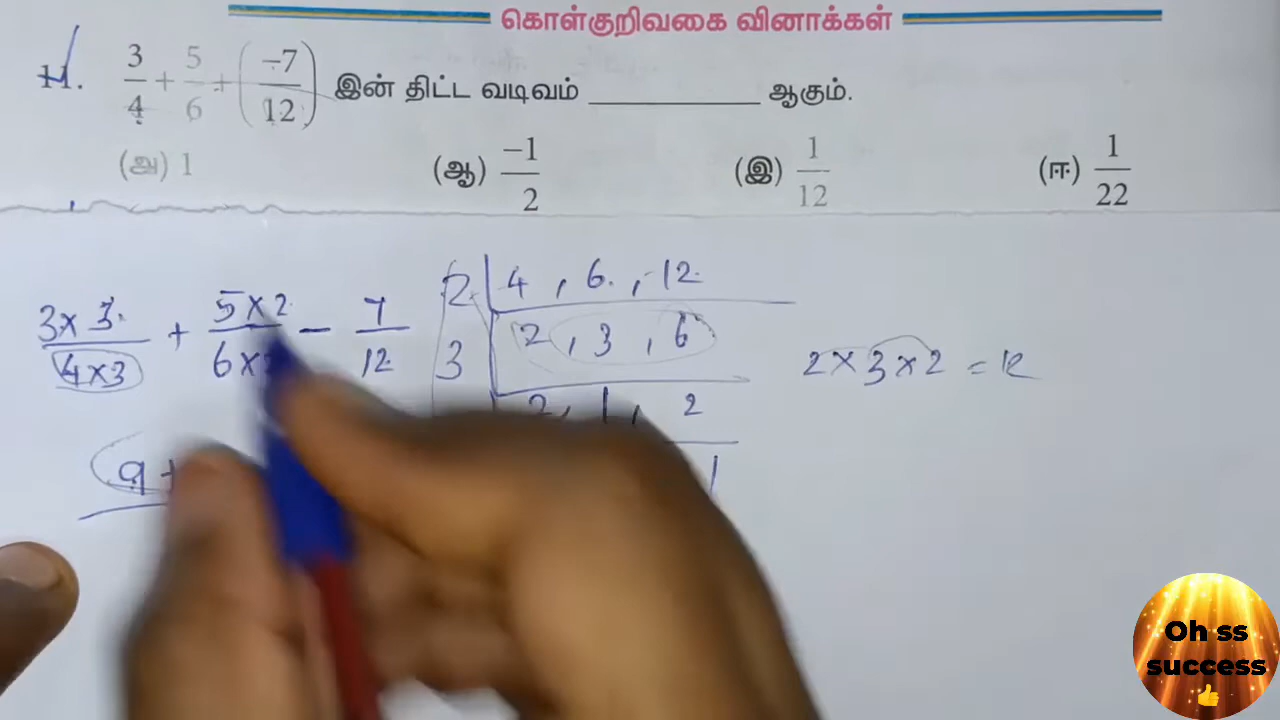 கொள்குறிவகை வினாக்கள்
11. 3/4 + 5/6 + (-7/12) இன் திட்ட வடிவம் ____________ ஆகும்.
(அ) 1 (ஆ) -1/2 (இ) 1/12 (ஈ) 1/22
3×3/4×3 + 5×2/6× - 7/12
2 | 4, 6, 12
3 | 2, 3, 6
2, 1, 2
1
2×3×2 = 12
9+
Oh ss
success